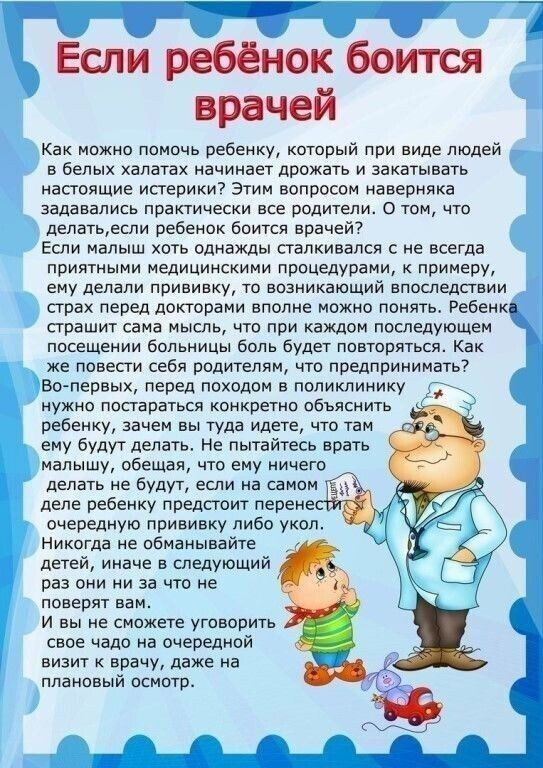 Если ребёнок боится
врачей
Как можно помочь ребенку, который при виде людей
в белых халатах начинает дрожать и закатывать
настоящие истерики? Этим вопросом наверняка
задавались практически все родители. О том, что
делать,если ребенок боится врачей?
Если малыш хоть однажды сталкивался с не всегда
приятными медицинскими процедурами, к примеру,
ему делали прививку, то возникающий впоследствии
страх перед докторами вполне можно понять. Ребенка
страшит сама мысль, что при каждом последующем
посещении больницы боль будет повторяться. Как
же повести себя родителям, что предпринимать?
Во-первых, перед походом в поликлинику
нужно постараться конкретно объяснить
ребенку, зачем вы туда идете, что там
ему будут делать. Не пытайтесь врать
малышу, обещая, что ему ничего
делать не будут, если на самом
деле ребенку предстоит перенести
очередную прививку либо укол.
Никогда не обманывайте
детей, иначе в следующий
раз они ни за что не
поверят вам.
И вы не сможете уговорить
свое чадо на очередной
визит к врачу, даже на
плановый осмотр.